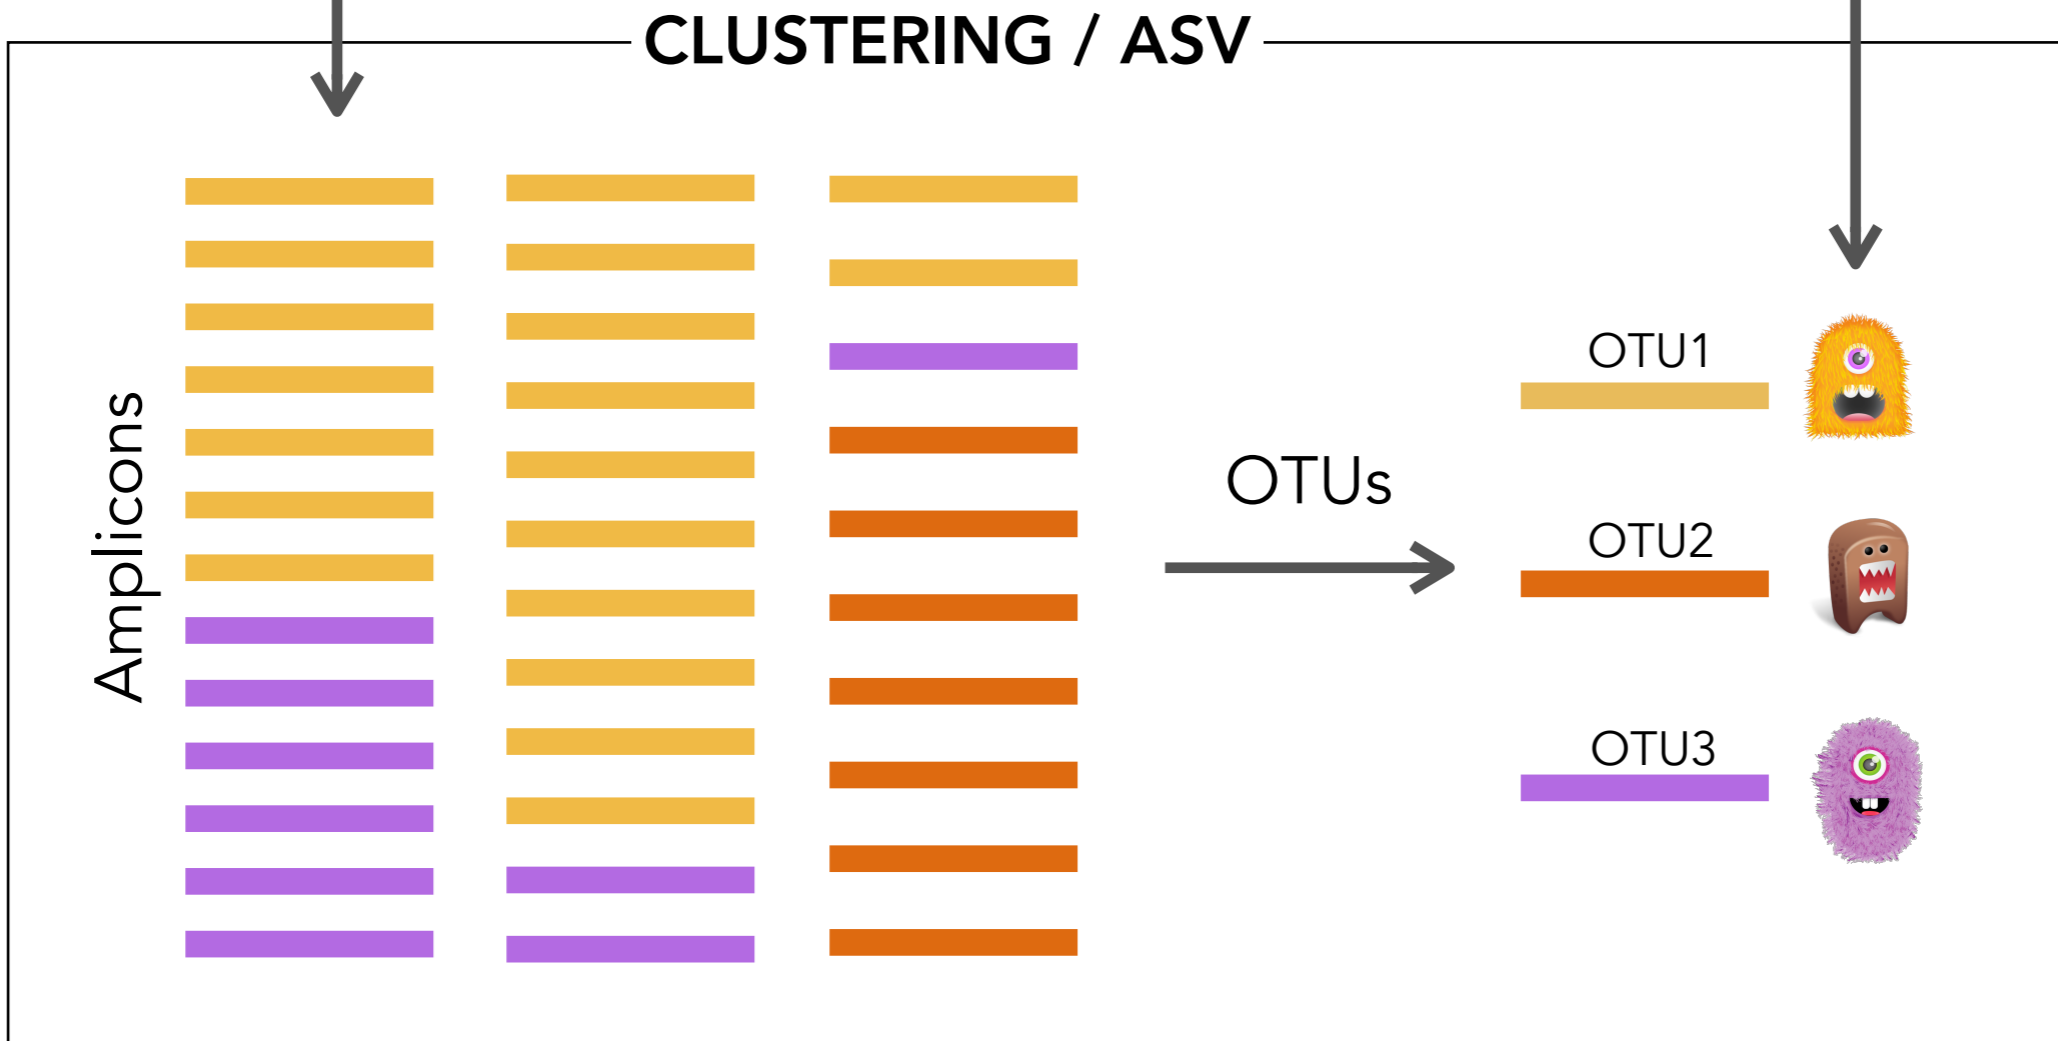 CLUSTERING / ASV
Amplicons
OTUs
OTU1
OTU2
OTU3